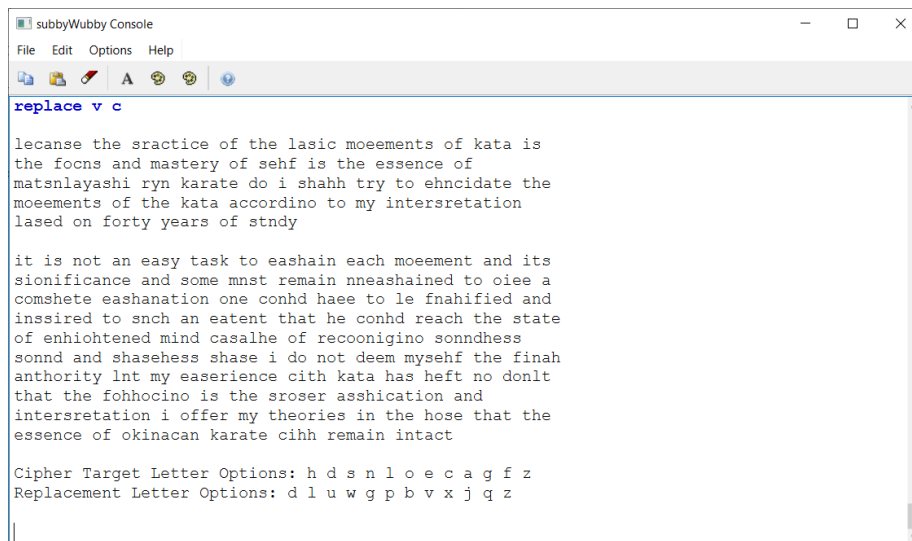 subbyWubby Console
File Edit Options Help
replace v c
lecanse the sractice of the lasic moeements of kata is
the focns and mastery of sehf is the essence of
matsnlayashi ryn karate do i shahh try to ehncidate the
moeements of the kata accordino to my intersretation
lased on forty years of stndy
it is not an easy task to eashain each moeement and its
sionificance and some mnst remain nneashained to oiee a
comshete eashanation one conhd haee to le fnahified and
inssired to snch an eatent that he conhd reach the state
of enhiohtened mind casalhe of recoonigino sonndhess
sonnd and shasehess shase i do not deem mysehf the finah
anthority lnt my easerience cith kata has heft no donlt
that the fohhocino is the sroser asshication and
intersretation i offer my theories in the hose that the
essence of okinacan karate cihh remain intact
Cipher Target Letter Options: h d s n l o e c a g f z
Replacement Letter Options: d l u w g p b v x j q z